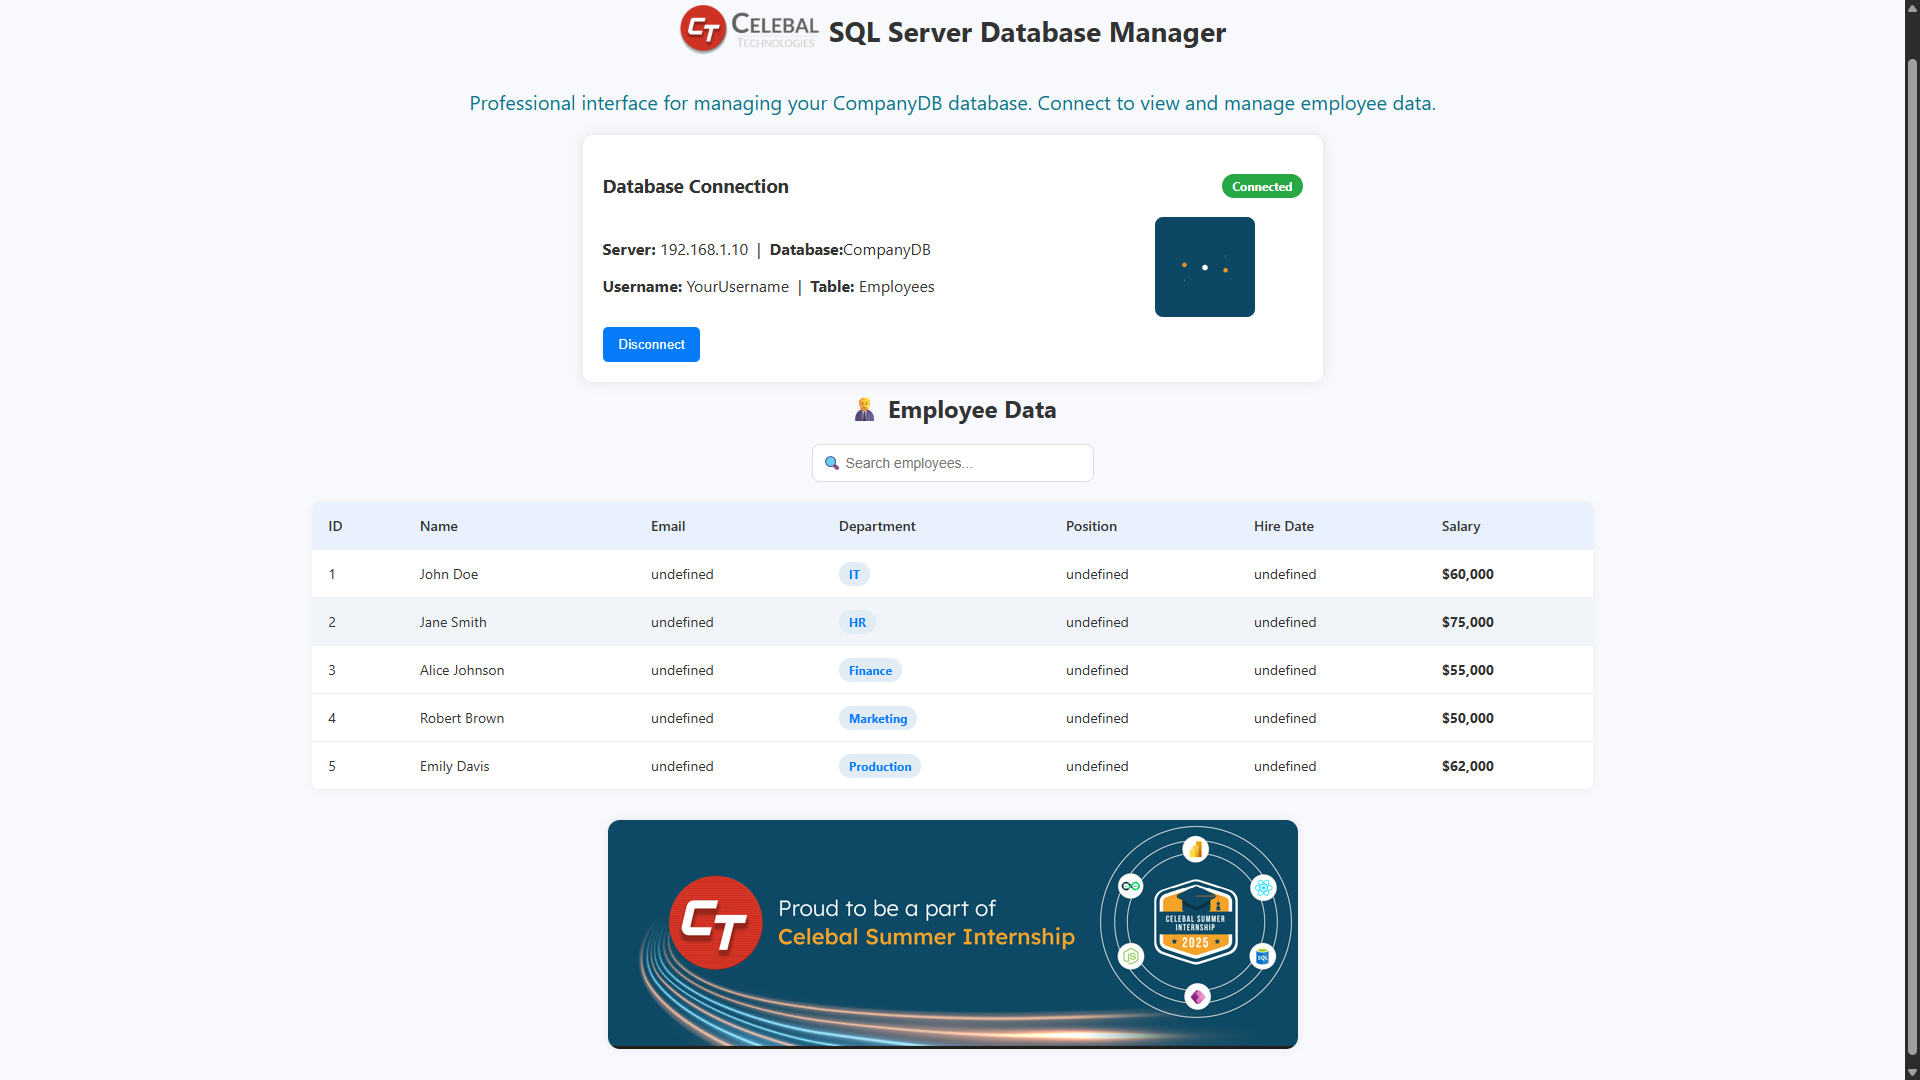 CELEBAL
TECHNOLOGIES
SQL Server Database Manager
Professional interface for managing your CompanyDB database. Connect to view and manage employee data.
Database Connection
Connected
Server: 192.168.1.10 | Database:CompanyDB
Username: YourUsername | Table: Employees
Disconnect
Employee Data
Search employees...
ID Name Email Department Position Hire Date Salary
1 John Doe undefined IT undefined undefined $60,000
2 Jane Smith undefined HR undefined undefined $75,000
3 Alice Johnson undefined Finance undefined undefined $55,000
4 Robert Brown undefined Marketing undefined undefined $50,000
5 Emily Davis undefined Production undefined undefined $62,000
CT
Proud to be a part of
Celebal Summer Internship
CELEBAL SUMMER
INTERNSHIP
2025
JS
SQL